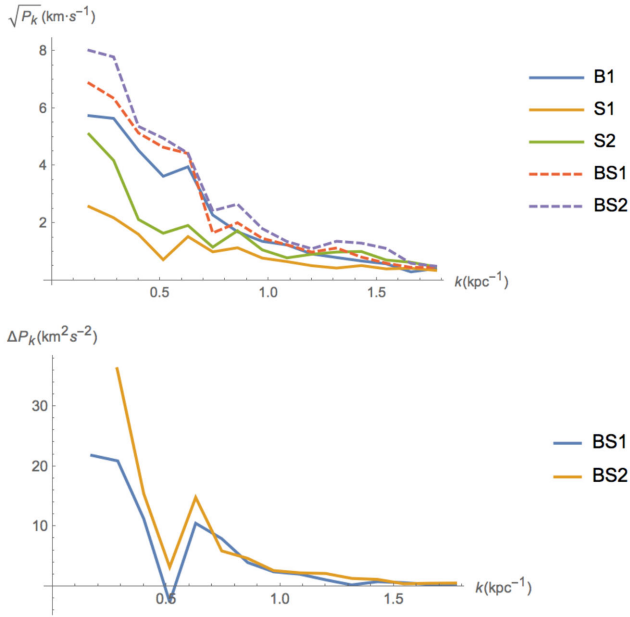 √P_k (km·s⁻¹)
8
6
4
2
0.5 1.0 1.5
k(kpc⁻¹)
B1
S1
S2
BS1
BS2
ΔP_k(km²s⁻²)
30
20
10
0.5 1.0 1.5
k(kpc⁻¹)
BS1
BS2